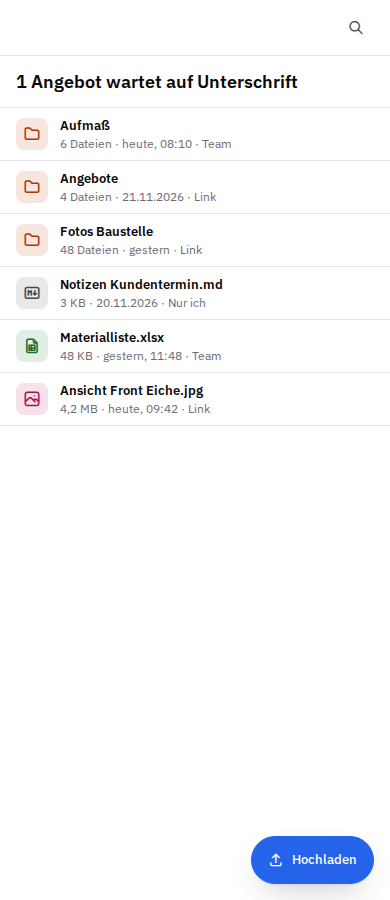 1 Angebot wartet auf Unterschrift
Aufmaß
6 Dateien · heute, 08:10 · Team
Angebote
4 Dateien · 21.11.2026 · Link
Fotos Baustelle
48 Dateien · gestern · Link
Notizen Kundentermin.md
3 KB · 20.11.2026 · Nur ich
Materialliste.xlsx
48 KB · gestern, 11:48 · Team
Ansicht Front Eiche.jpg
4,2 MB · heute, 09:42 · Link
Hochladen